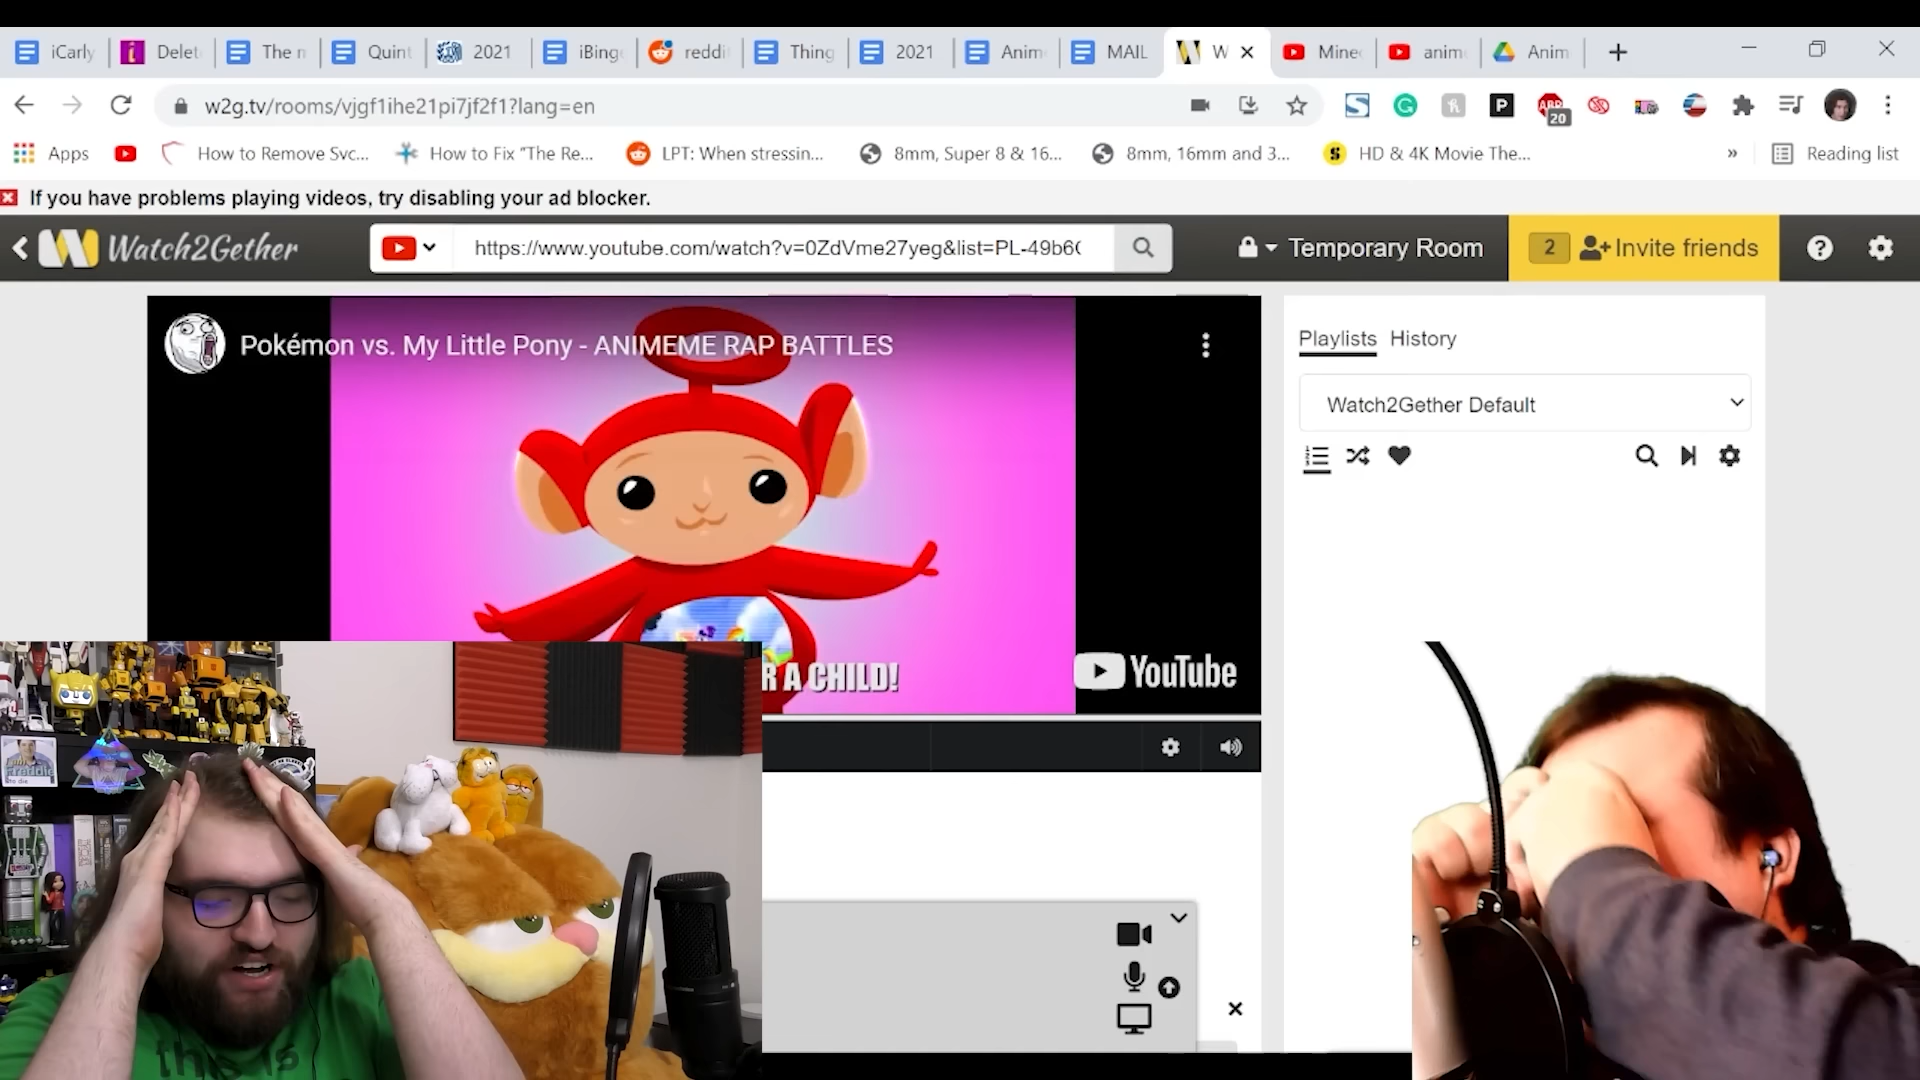 iCarly
Delet
The m
Quint
2021
iBinge
reddi
Thing
2021
Anim
MAIL
W
Mine
anim
Anim
w2g.tv/rooms/vjgf1ihe21pi7jf2f1?lang=en
20
Apps
How to Remove Svc...
How to Fix "The Re...
LPT: When stressin...
8mm, Super 8 & 16...
8mm, 16mm and 3...
HD & 4K Movie The...
Reading list
If you have problems playing videos, try disabling your ad blocker.
Watch2Gether
https://www.youtube.com/watch?v=0ZdVme27yeg&list=PL-49b6
Temporary Room
2
Invite friends
Pokémon vs. My Little Pony - ANIMEME RAP BATTLES
R A CHILD!
YouTube
Playlists
History
Watch2Gether Default
this is